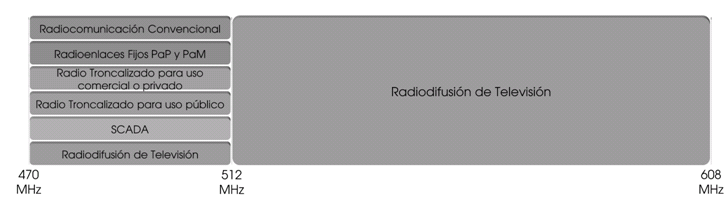 Radiocomunicación Convencional
Radioenlaces Fijos PaP y PaM
Radio Troncalizado para uso
comercial o privado
Radio Troncalizado para uso público
SCADA
Radiodifusión de Televisión
Radiodifusión de Televisión
470
MHz
512
MHz
608
MHz